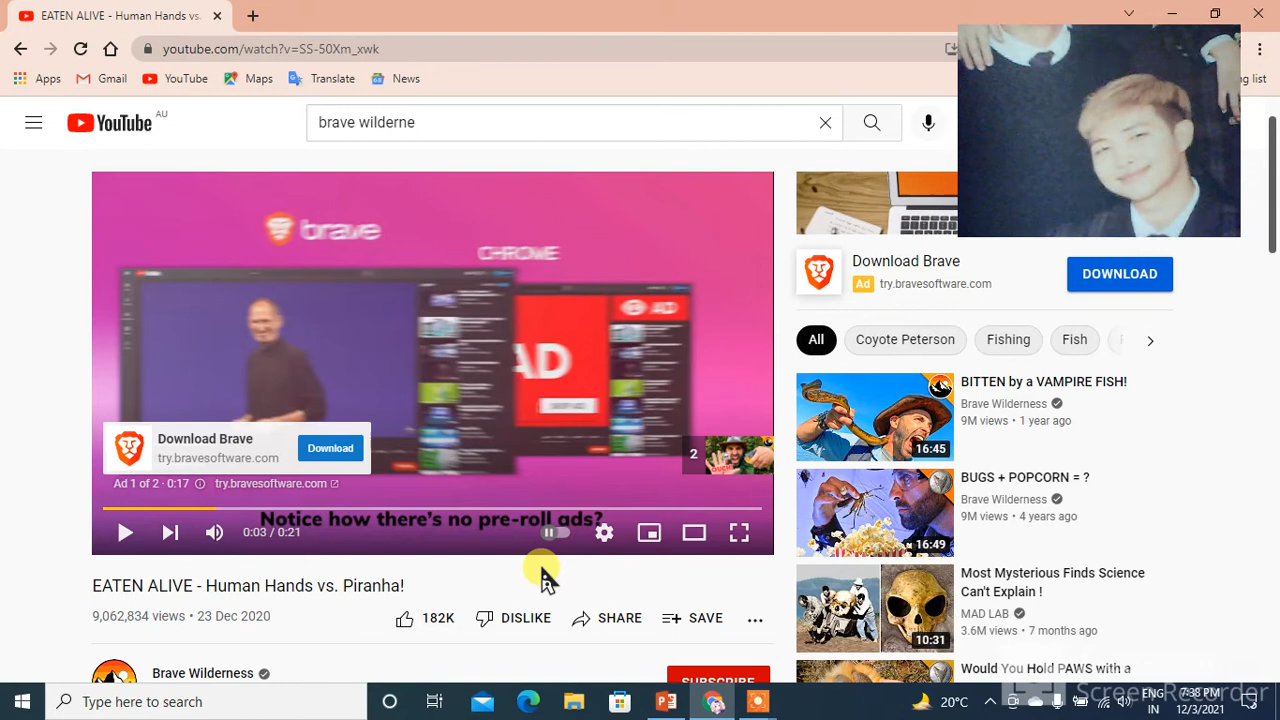 EATEN ALIVE - Human Hands vs.
youtube.com/watch?v=SS-50Xm_xwk
Apps Gmail YouTube Maps Translate News
ng list
YouTube AU
brave wilderne
brave
CHROME
AD
AD
Download Brave
try.bravesoftware.com
Download
2
Ad 1 of 2 · 0:17 try.bravesoftware.com
Notice how there's no pre-roll ads?
0:03 / 0:21
EATEN ALIVE - Human Hands vs. Piranha!
9,062,834 views • 23 Dec 2020
182K DISLIKE SHARE SAVE
Brave Wilderness
SUBSCRIBE
Download Brave
Ad try.bravesoftware.com
DOWNLOAD
All Coyote Peterson Fishing Fish
BITTEN by a VAMPIRE FISH!
Brave Wilderness
9M views • 1 year ago
16:45
BUGS + POPCORN = ?
Brave Wilderness
9M views • 4 years ago
16:49
Most Mysterious Finds Science
Can't Explain !
MAD LAB
3.6M views • 7 months ago
10:31
Would You Hold PAWS with a
Screen Recorder
Type here to search
20°C
ENG
IN
7:38 PM
12/3/2021